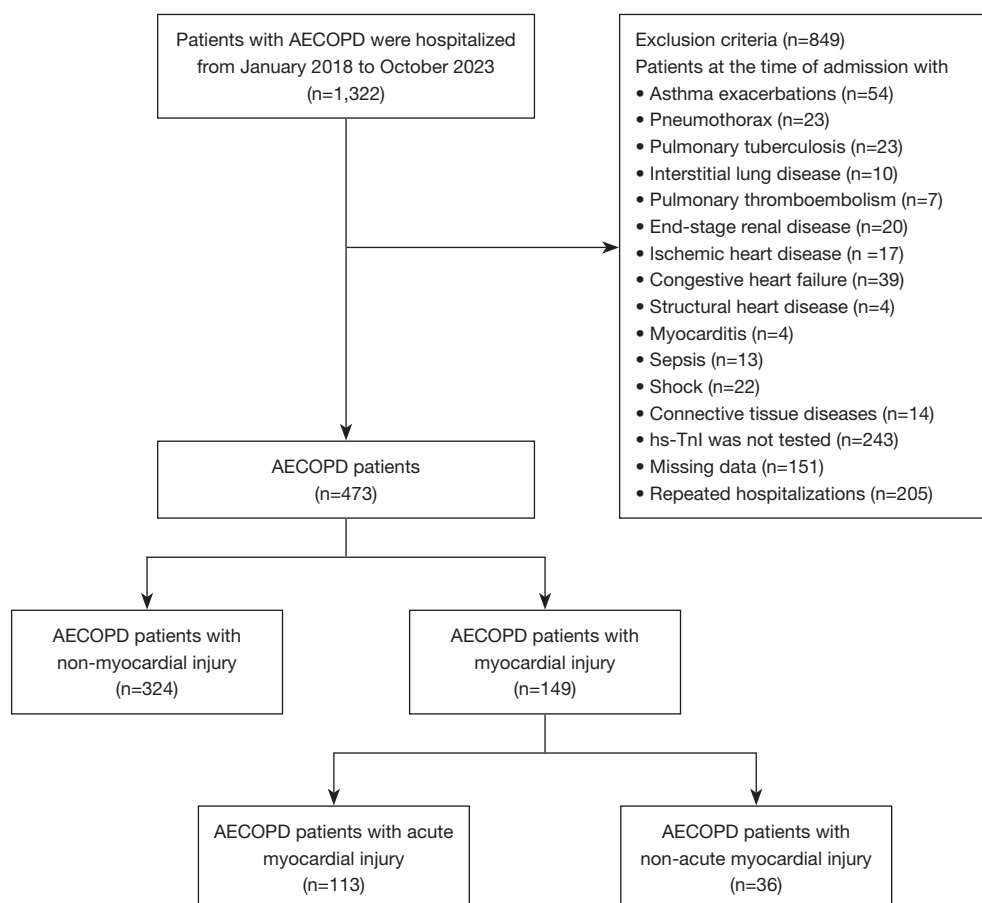 Patients with AECOPD were hospitalized
from January 2018 to October 2023
(n=1,322)
Exclusion criteria (n=849)
Patients at the time of admission with
• Asthma exacerbations (n=54)
• Pneumothorax (n=23)
• Pulmonary tuberculosis (n=23)
• Interstitial lung disease (n=10)
• Pulmonary thromboembolism (n=7)
• End-stage renal disease (n=20)
• Ischemic heart disease (n =17)
• Congestive heart failure (n=39)
• Structural heart disease (n=4)
• Myocarditis (n=4)
• Sepsis (n=13)
• Shock (n=22)
• Connective tissue diseases (n=14)
• hs-TnI was not tested (n=243)
• Missing data (n=151)
• Repeated hospitalizations (n=205)
AECOPD patients
(n=473)
AECOPD patients with
non-myocardial injury
(n=324)
AECOPD patients with
myocardial injury
(n=149)
AECOPD patients with acute
myocardial injury
(n=113)
AECOPD patients with
non-acute myocardial injury
(n=36)